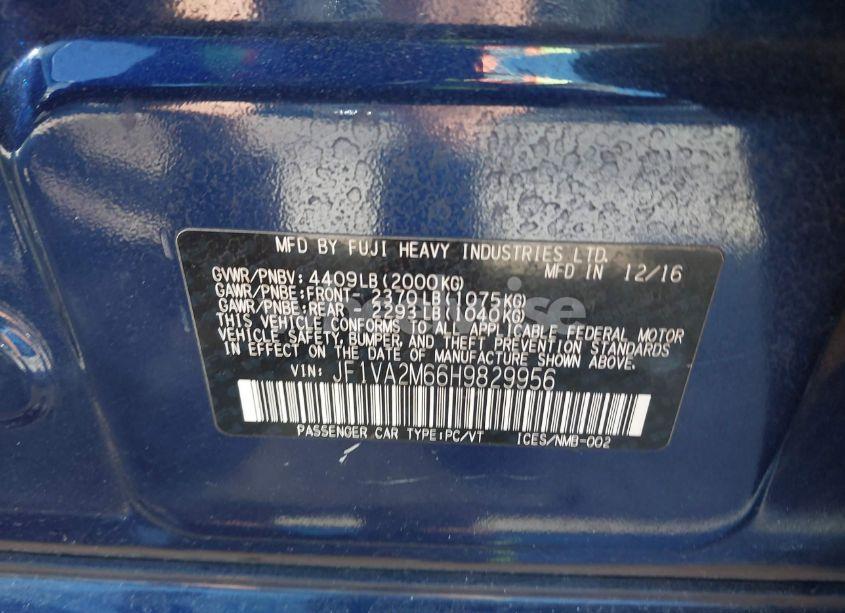 MFD BY FUJI HEAVY INDUSTRIES LTD.
MFD IN 12/16
GVWR/PNBV: 4409LB(2000KG)
GAWR/PNBE:FRONT- 2370LB(1075KG)
GAWR/PNBE:REAR 2293LB(1040KG)
THIS VEHICLE CONFORMS TO ALL APPLICABLE FEDERAL MOTOR
VEHICLE SAFETY, BUMPER, AND THEFT PREVENTION STANDARDS
IN EFFECT ON THE DATE OF MANUFACTURE SHOWN ABOVE.
VIN: JF1VA2M66H9829956
PASSENGER CAR TYPE:PC/VT ICES/NMB-002